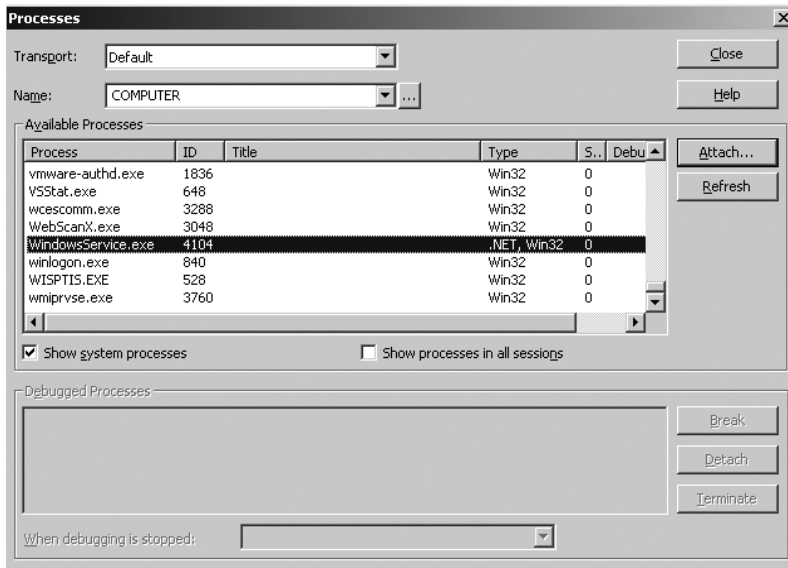 Processes
Transport: Default
Close
Name: COMPUTER ...
Help
Available Processes
Process ID Title Type S.. Debu
Attach...
vmware-authd.exe 1836 Win32 0
VSStat.exe 648 Win32 0
Refresh
wcescomm.exe 3288 Win32 0
WebScanX.exe 3048 Win32 0
WindowsService.exe 4104 .NET, Win32 0
winlogon.exe 840 Win32 0
WISPTIS.EXE 528 Win32 0
wmiprvse.exe 3760 Win32 0
Show system processes Show processes in all sessions
Debugged Processes
Break
Detach
Terminate
When debugging is stopped: